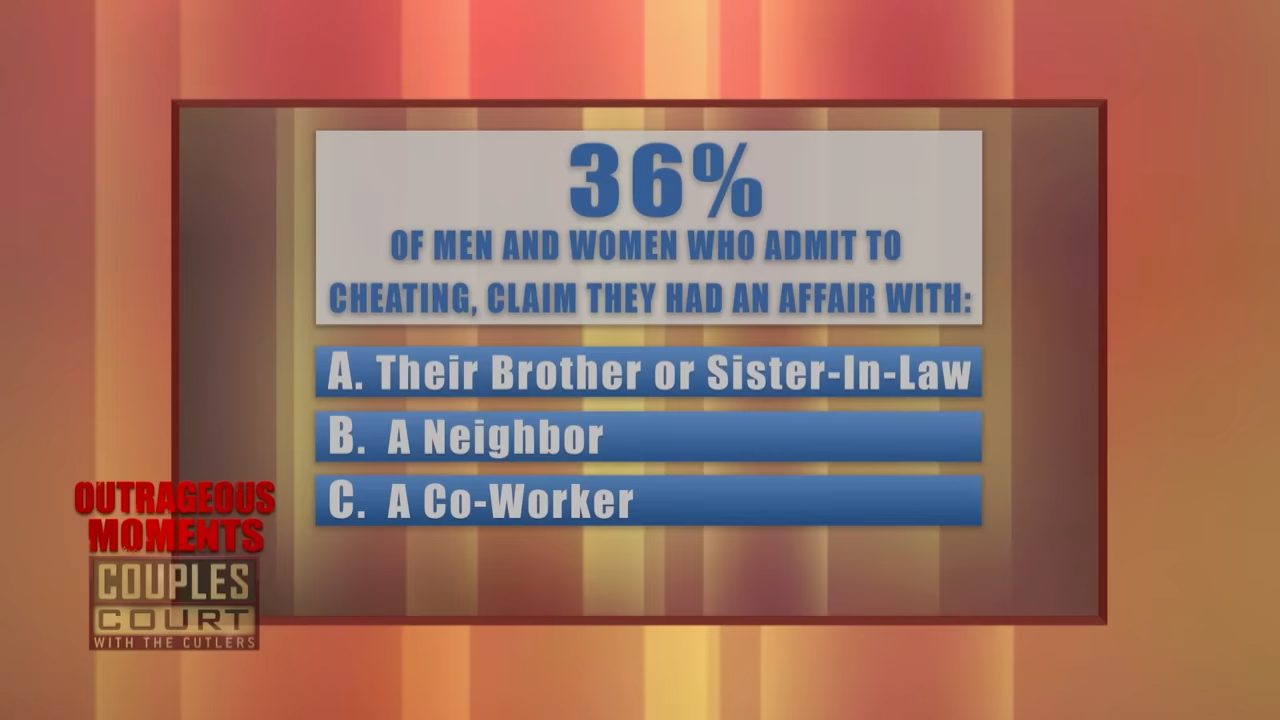 36%
OF MEN AND WOMEN WHO ADMIT TO
CHEATING, CLAIM THEY HAD AN AFFAIR WITH:
A. Their Brother or Sister-In-Law
B. A Neighbor
C. A Co-Worker
OUTRAGEOUS
MOMENTS
COUPLES
COURT
WITH THE CUTLERS